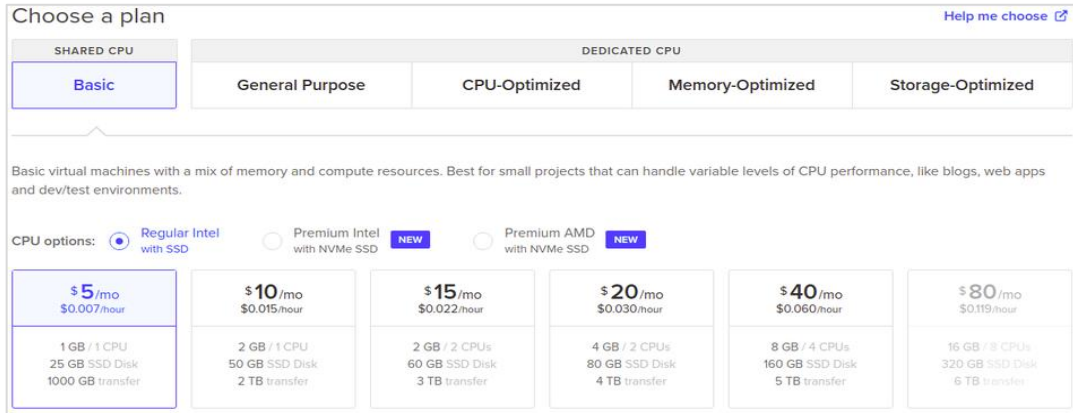 Choose a plan
Help me choose
SHARED CPU
DEDICATED CPU
Basic
General Purpose
CPU-Optimized
Memory-Optimized
Storage-Optimized
Basic virtual machines with a mix of memory and compute resources. Best for small projects that can handle variable levels of CPU performance, like blogs, web apps
and dev/test environments.
CPU options:
Regular Intel
with SSD
Premium Intel
with NVMe SSD
NEW
Premium AMD
with NVMe SSD
NEW
$5/mo
$0.007/hour
1 GB / 1 CPU
25 GB SSD Disk
1000 GB transfer
$10/mo
$0.015/hour
2 GB / 1 CPU
50 GB SSD Disk
2 TB transfer
$15/mo
$0.022/hour
2 GB / 2 CPUs
60 GB SSD Disk
3 TB transfer
$20/mo
$0.030/hour
4 GB / 2 CPUs
80 GB SSD Disk
4 TB transfer
$40/mo
$0.060/hour
8 GB / 4 CPUs
160 GB SSD Disk
5 TB transfer
$80/mo
$0.119/hour
16 GB / 8 CPUs
320 GB SSD Disk
6 TB transfer